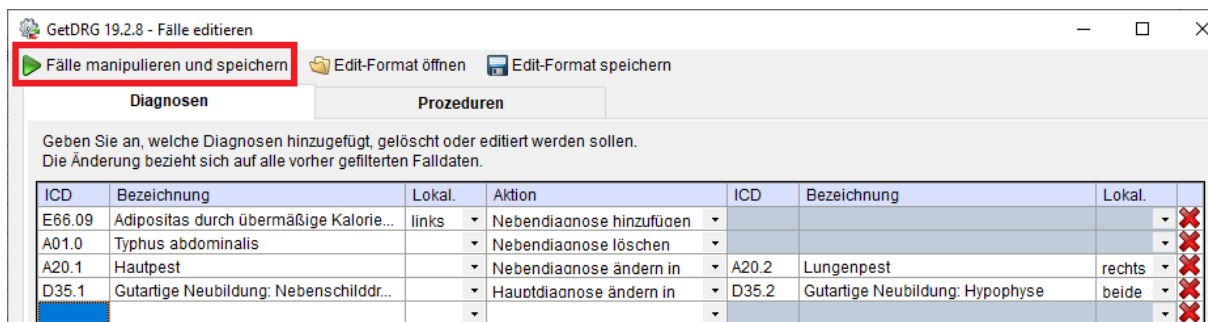 GetDRG 19.2.8 - Fälle editieren
Fälle manipulieren und speichern Edit-Format öffnen Edit-Format speichern
Diagnosen Prozeduren
Geben Sie an, welche Diagnosen hinzugefügt, gelöscht oder editiert werden sollen.
Die Änderung bezieht sich auf alle vorher gefilterten Falldaten.
ICD Bezeichnung Lokal. Aktion ICD Bezeichnung Lokal.
E66.09 Adipositas durch übermäßige Kalorie... links Nebendiagnose hinzufügen
A01.0 Typhus abdominalis Nebendiagnose löschen
A20.1 Hautpest Nebendiagnose ändern in A20.2 Lungenpest rechts
D35.1 Gutartige Neubildung: Nebenschilddr... Hauptdiagnose ändern in D35.2 Gutartige Neubildung: Hypophyse beide